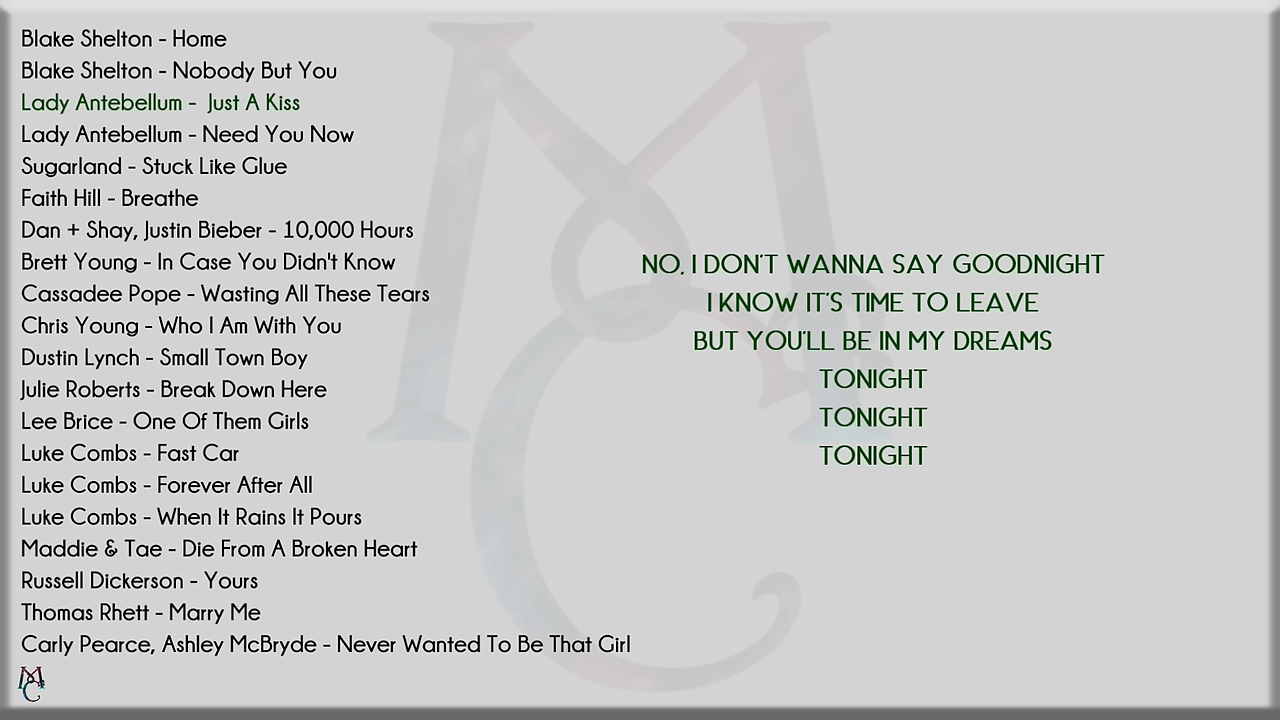 Blake Shelton - Home
Blake Shelton - Nobody But You
Lady Antebellum -  Just A Kiss
Lady Antebellum - Need You Now
Sugarland - Stuck Like Glue
Faith Hill - Breathe
Dan + Shay, Justin Bieber - 10,000 Hours
Brett Young - In Case You Didn't Know
Cassadee Pope - Wasting All These Tears
Chris Young - Who I Am With You
Dustin Lynch - Small Town Boy
Julie Roberts - Break Down Here
Lee Brice - One Of Them Girls
Luke Combs - Fast Car
Luke Combs - Forever After All
Luke Combs - When It Rains It Pours
Maddie & Tae - Die From A Broken Heart
Russell Dickerson - Yours
Thomas Rhett - Marry Me
Carly Pearce, Ashley McBryde - Never Wanted To Be That Girl
NO, I DON'T WANNA SAY GOODNIGHT
I KNOW IT'S TIME TO LEAVE
BUT YOU'LL BE IN MY DREAMS
TONIGHT
TONIGHT
TONIGHT